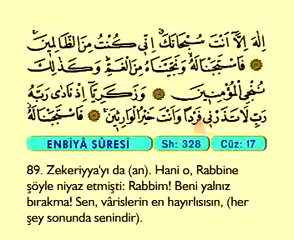 اِلٰهَ اِلَّٓا اَنْتَ سُبْحَانَكَ اِنّ۪ي كُنْتُ مِنَ الظَّالِم۪ينَ
فَاسْتَجَبْنَا لَهُ وَنَجَّيْنَاهُ مِنَ الْغَمِّ وَكَذٰلِكَ
نُنْجِي الْمُؤْمِن۪ينَ وَزَكَرِيَّٓا اِذْ نَادٰى رَبَّهُ
رَبِّ لَا تَذَرْن۪ي فَرْدًا وَاَنْتَ خَيْرُ الْوَارِث۪ينَ فَاسْتَجَبْنَا لَهُ
ENBİYÂ SÛRESİ Sh: 328 Cüz: 17
89. Zekeriyya'yı da (an). Hani o, Rabbine
şöyle niyaz etmişti: Rabbim! Beni yalnız
bırakma! Sen, vârislerin en hayırlısısın, (her
şey sonunda senindir).